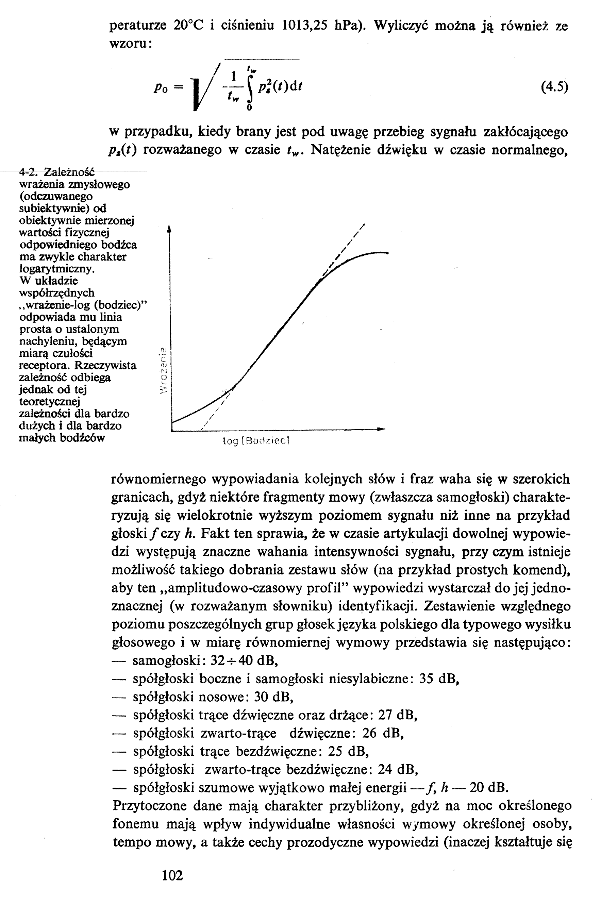 peraturze 20°C i ciśnieniu 1013,25 hPa). Wyliczyć można ją również ze
wzoru:
p₀ = √( 1/t_w ∫₀^{t_w} p_s²(t)dt ) (4.5)
w przypadku, kiedy brany jest pod uwagę przebieg sygnału zakłócającego
p_s(t) rozważanego w czasie t_w. Natężenie dźwięku w czasie normalnego,
4-2. Zależność
wrażenia zmysłowego
(odczuwanego
subiektywnie) od
obiektywnie mierzonej
wartości fizycznej
odpowiedniego bodźca
ma zwykle charakter
logarytmiczny.
W układzie
współrzędnych
„wrażenie-log (bodziec)”
odpowiada mu linia
prosta o ustalonym
nachyleniu, będącym
miarą czułości
receptora. Rzeczywista
zależność odbiega
jednak od tej
teoretycznej
zależności dla bardzo
dużych i dla bardzo
małych bodźców
Wrażenie
log [Bodziec]
równomiernego wypowiadania kolejnych słów i fraz waha się w szerokich
granicach, gdyż niektóre fragmenty mowy (zwłaszcza samogłoski) charakte-
ryzują się wielokrotnie wyższym poziomem sygnału niż inne na przykład
głoski f czy h. Fakt ten sprawia, że w czasie artykulacji dowolnej wypowie-
dzi występują znaczne wahania intensywności sygnału, przy czym istnieje
możliwość takiego dobrania zestawu słów (na przykład prostych komend),
aby ten „amplitudowo-czasowy profil” wypowiedzi wystarczał do jej jedno-
znacznej (w rozważanym słowniku) identyfikacji. Zestawienie względnego
poziomu poszczególnych grup głosek języka polskiego dla typowego wysiłku
głosowego i w miarę równomiernej wymowy przedstawia się następująco:
— samogłoski: 32÷40 dB,
— spółgłoski boczne i samogłoski niesylabiczne: 35 dB,
— spółgłoski nosowe: 30 dB,
— spółgłoski trące dźwięczne oraz drżące: 27 dB,
— spółgłoski zwarto-trące dźwięczne: 26 dB,
— spółgłoski trące bezdźwięczne: 25 dB,
— spółgłoski zwarto-trące bezdźwięczne: 24 dB,
— spółgłoski szumowe wyjątkowo małej energii — f, h — 20 dB.
Przytoczone dane mają charakter przybliżony, gdyż na moc określonego
fonemu mają wpływ indywidualne własności wymowy określonej osoby,
tempo mowy, a także cechy prozodyczne wypowiedzi (inaczej kształtuje się
102